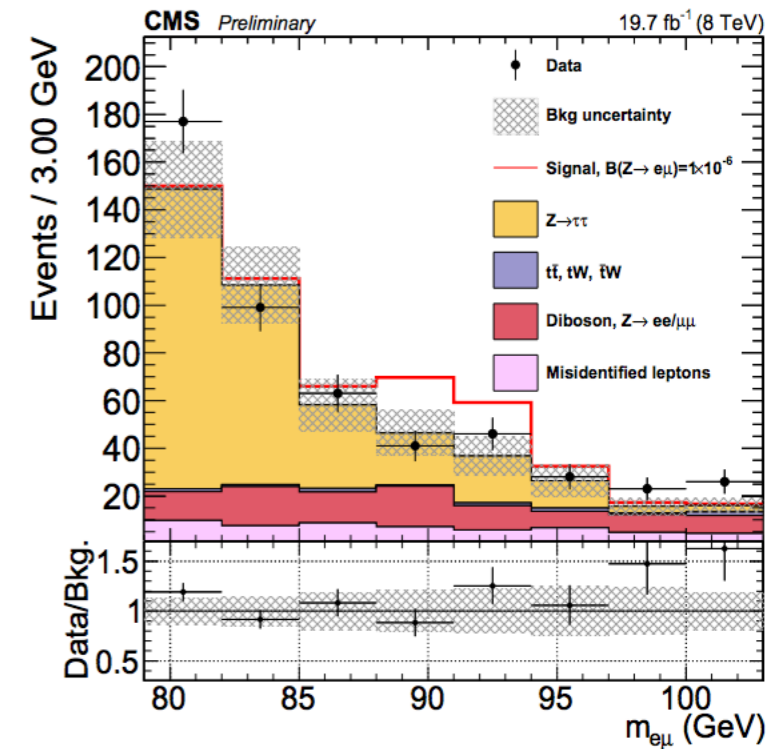 CMS Preliminary 19.7 fb⁻¹ (8 TeV)
Events / 3.00 GeV
200
180
160
140
120
100
80
60
40
20
Data
Bkg uncertainty
Signal, B(Z→ eμ)=1×10⁻⁶
Z→ττ
tt̄, tW, t̄W
Diboson, Z→ ee/μμ
Misidentified leptons
Data/Bkg.
1.5
1
0.5
80 85 90 95 100
m_eμ (GeV)